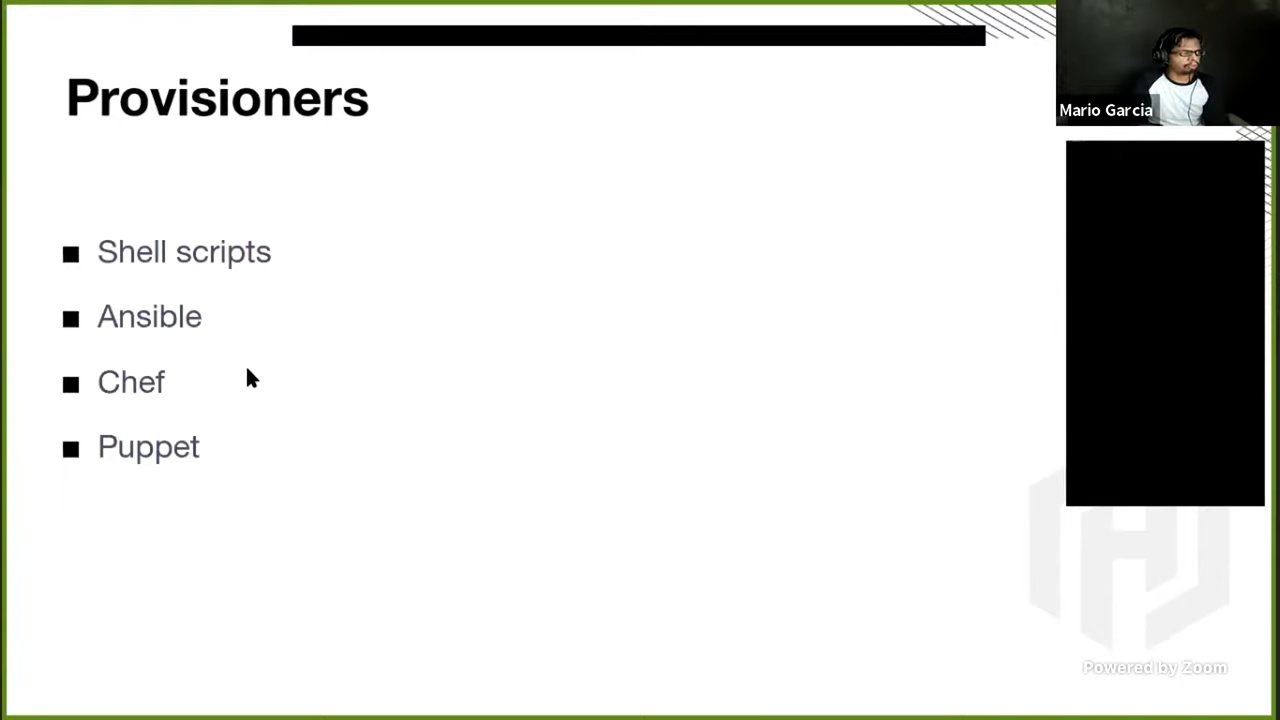 Provisioners
Mario Garcia
Shell scripts
Ansible
Chef
Puppet
Powered by Zoom